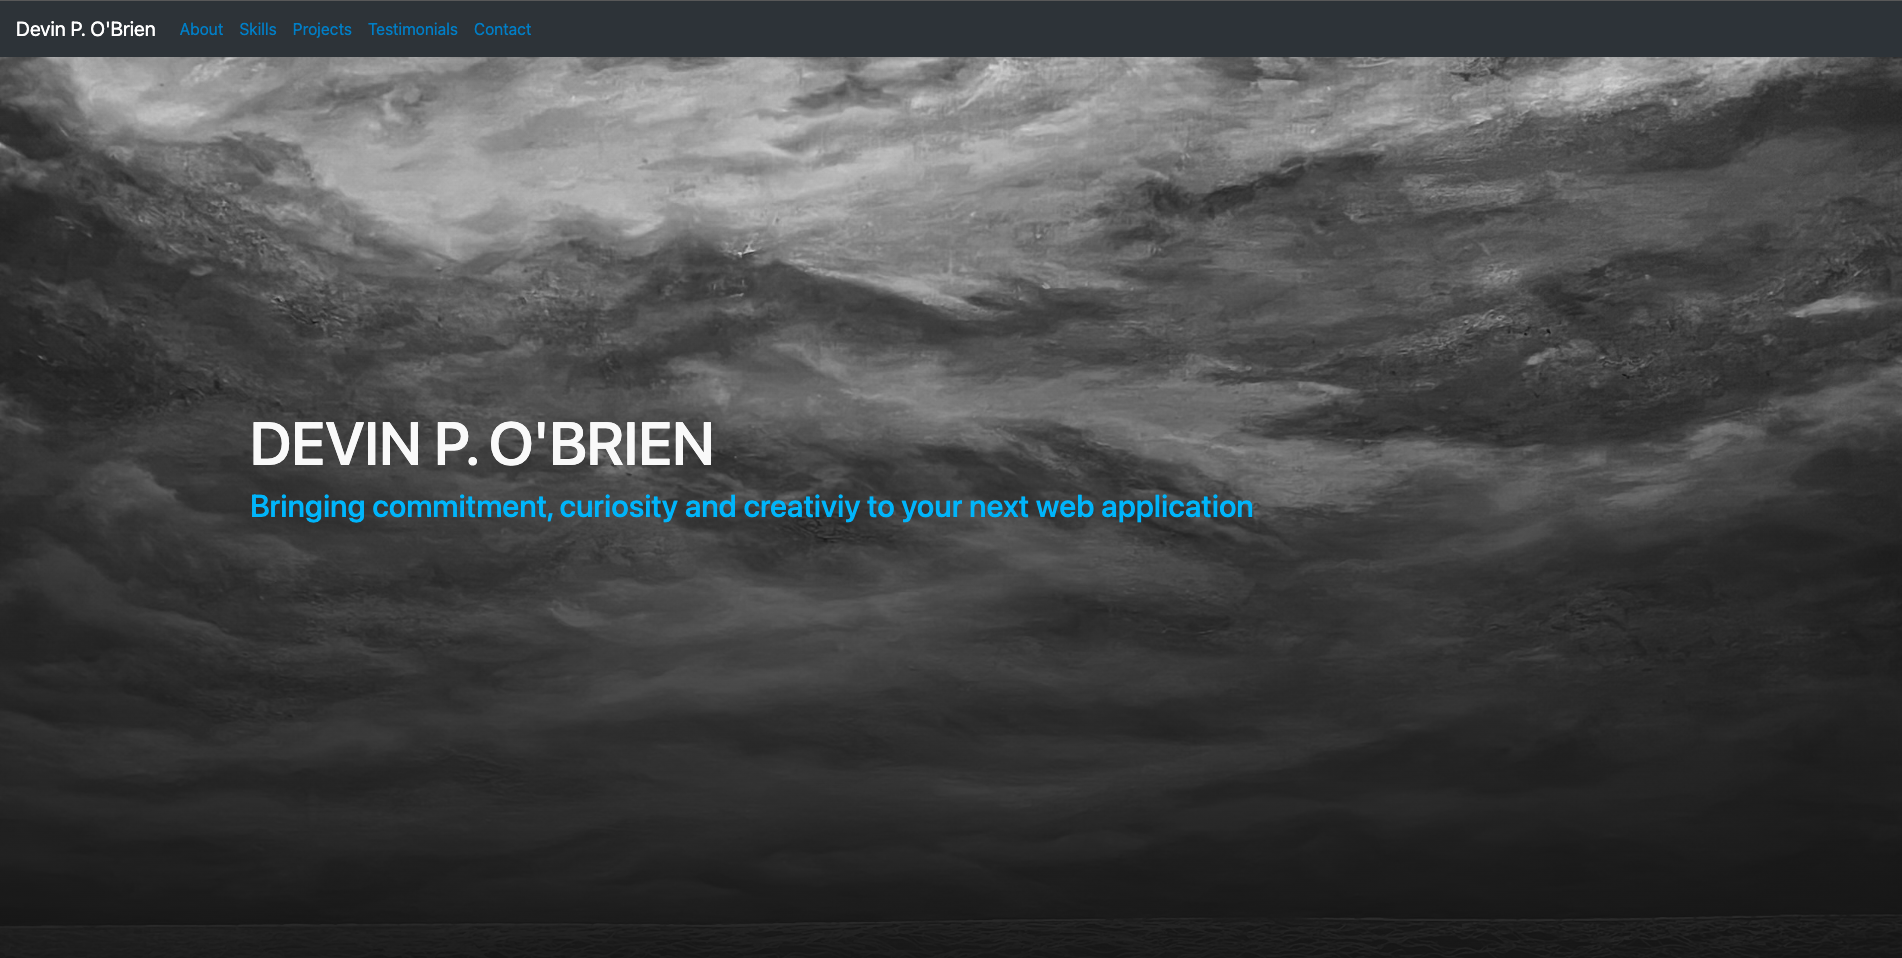 Devin P. O'Brien About Skills Projects Testimonials Contact
DEVIN P. O'BRIEN
Bringing commitment, curiosity and creativiy to your next web application